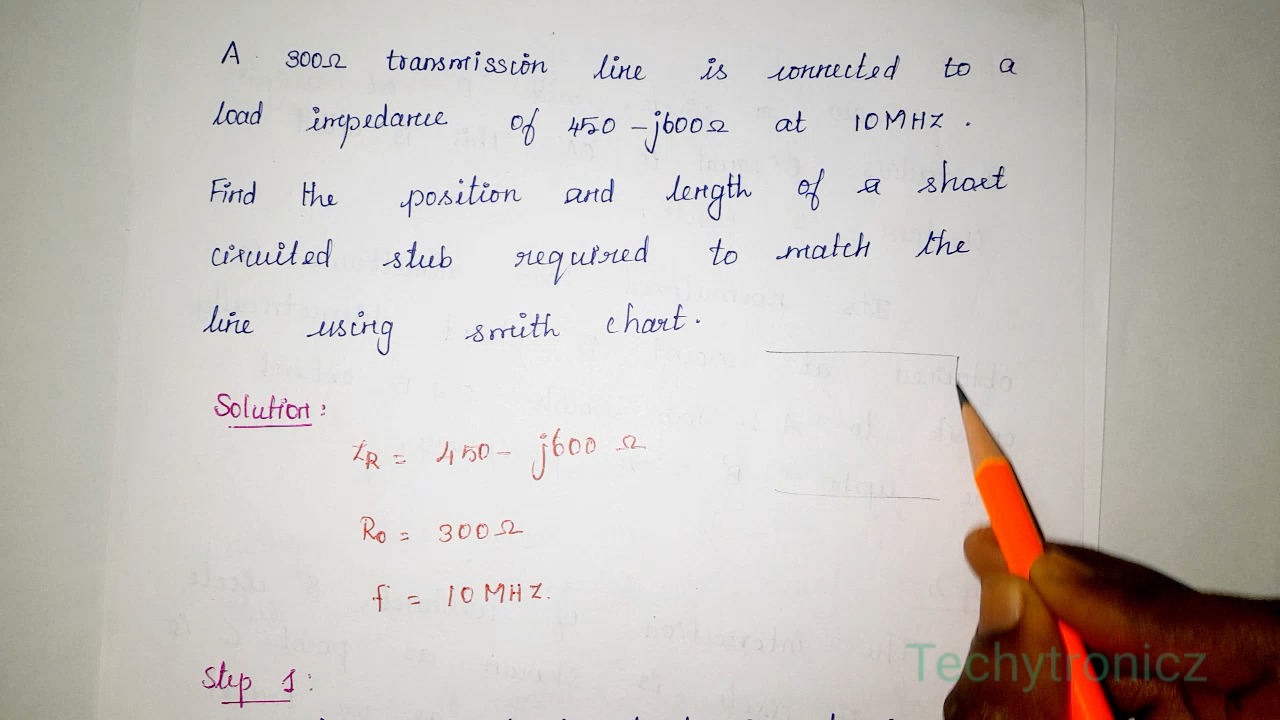 A 300Ω transmission line is connected to a
load impedance of 450 - j600Ω at 10MHZ.
Find the position and length of a short
circuited stub required to match the
line using smith chart.
Solution:
ZR = 450 - j600 Ω
R0 = 300Ω
f = 10 MHZ.
Step 1:
Techytronicz